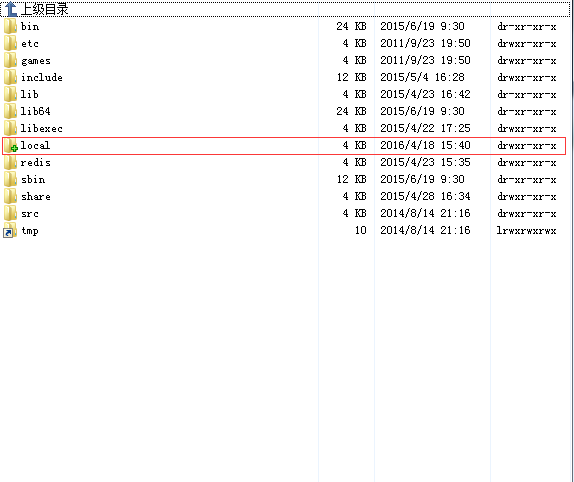 上级目录
bin 24 KB 2015/6/19 9:30 dr-xr-xr-x
etc 4 KB 2011/9/23 19:50 drwxr-xr-x
games 4 KB 2011/9/23 19:50 drwxr-xr-x
include 12 KB 2015/5/4 16:28 drwxr-xr-x
lib 4 KB 2015/4/23 16:42 dr-xr-xr-x
lib64 24 KB 2015/6/19 9:30 dr-xr-xr-x
libexec 4 KB 2015/4/22 17:25 drwxr-xr-x
local 4 KB 2016/4/18 15:40 drwxr-xr-x
redis 4 KB 2015/4/23 15:35 drwxr-xr-x
sbin 12 KB 2015/6/19 9:30 dr-xr-xr-x
share 4 KB 2015/4/28 16:34 drwxr-xr-x
src 4 KB 2014/8/14 21:16 drwxr-xr-x
tmp 10 2014/8/14 21:16 lrwxrwxrwx